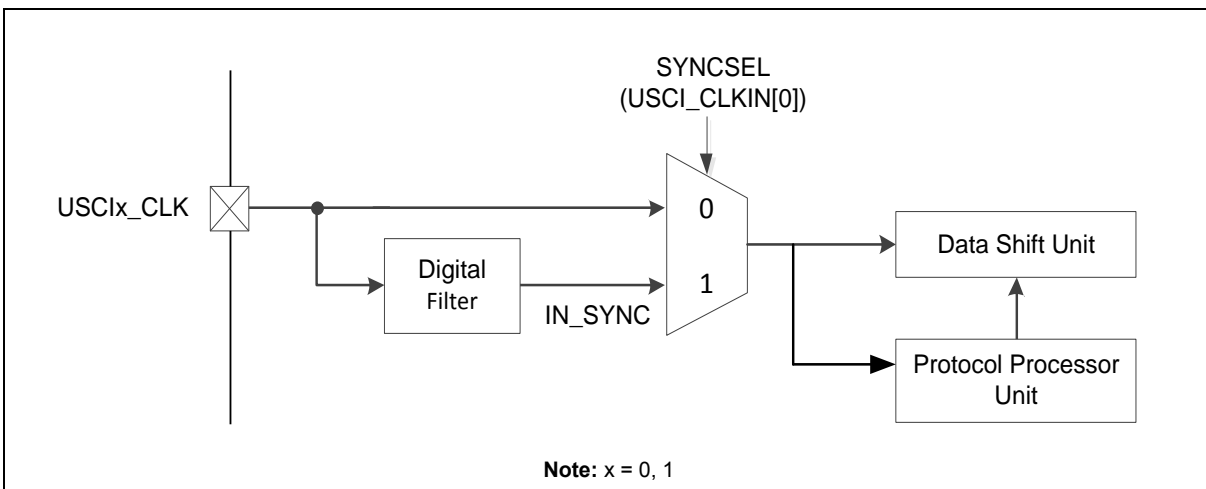 SYNCSEL
(USCI_CLKIN[0])
USCIx_CLK
0
Digital
Filter
1
IN_SYNC
Data Shift Unit
Protocol Processor
Unit
Note: x = 0, 1